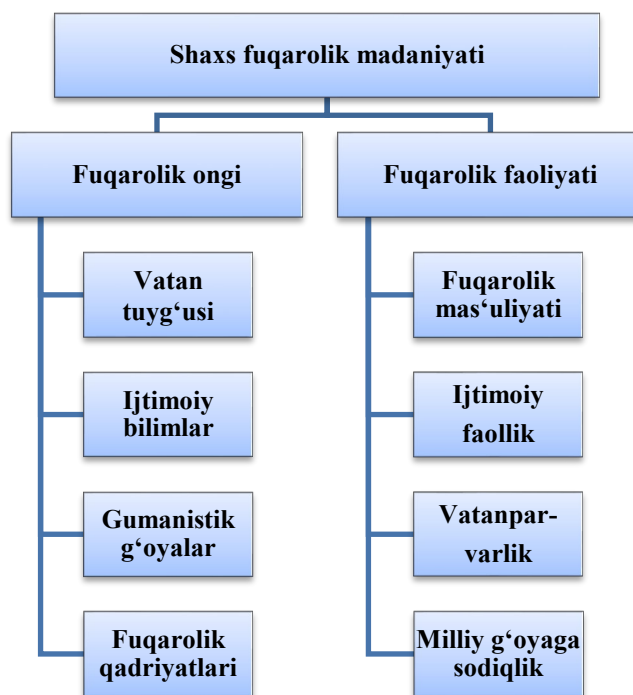 Shaxs fuqarolik madaniyati
Fuqarolik ongi
Fuqarolik faoliyati
Vatan
tuyg‘usi
Ijtimoiy
bilimlar
Gumanistik
g‘oyalar
Fuqarolik
qadriyatlari
Fuqarolik
mas‘uliyati
Ijtimoiy
faollik
Vatanpar-
varlik
Milliy g‘oyaga
sodiqlik